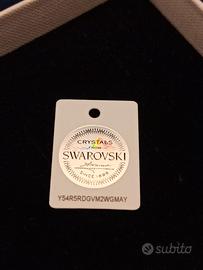 CRYSTALS
FROM
SWAROVSKI
SINCE 1895
Y54R5RDGVM2WGMAY
subito